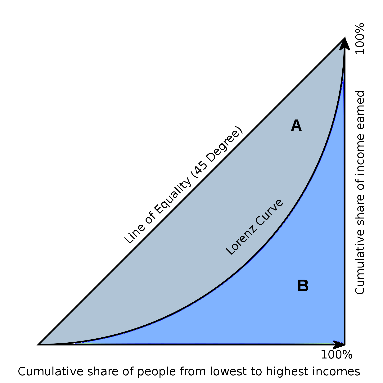 100%
A
Line of Equality (45 Degree)
Cumulative share of income earned
Lorenz Curve
B
100%
Cumulative share of people from lowest to highest incomes